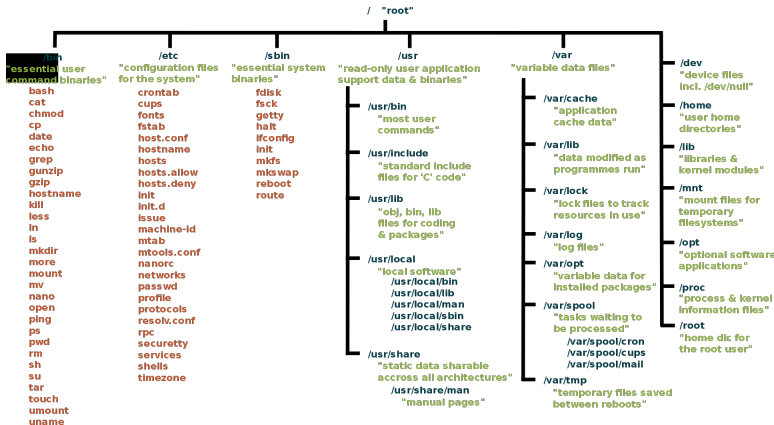 / "root"
/bin
"essential user
command binaries"
bash
cat
chmod
cp
date
echo
grep
gunzip
gzip
hostname
kill
less
ln
ls
mkdir
more
mount
mv
nano
open
ping
ps
pwd
rm
sh
su
tar
touch
umount
uname
/etc
"configuration files
for the system"
crontab
cups
fonts
fstab
host.conf
hostname
hosts
hosts.allow
hosts.deny
init
init.d
issue
machine-id
mtab
mtools.conf
nanorc
networks
passwd
profile
protocols
resolv.conf
rpc
securetty
services
shells
timezone
/sbin
"essential system
binaries"
fdisk
fsck
getty
halt
ifconfig
init
mkfs
mkswap
reboot
route
/usr
"read-only user application
support data & binaries"
/usr/bin
"most user
commands"
/usr/include
"standard include
files for 'C' code"
/usr/lib
"obj, bin, lib
files for coding
& packages"
/usr/local
"local software"
/usr/local/bin
/usr/local/lib
/usr/local/man
/usr/local/sbin
/usr/local/share
/usr/share
"static data sharable
accross all architectures"
/usr/share/man
"manual pages"
/var
"variable data files"
/var/cache
"application
cache data"
/var/lib
"data modified as
programmes run"
/var/lock
"lock files to track
resources in use"
/var/log
"log files"
/var/opt
"variable data for
installed packages"
/var/spool
"tasks waiting to
be processed"
/var/spool/cron
/var/spool/cups
/var/spool/mail
/var/tmp
"temporary files saved
between reboots"
/dev
"device files
incl. /dev/null"
/home
"user home
directories"
/lib
"libraries &
kernel modules"
/mnt
"mount files for
temporary
filesystems"
/opt
"optional software
applications"
/proc
"process & kernel
information files"
/root
"home dir. for
the root user"